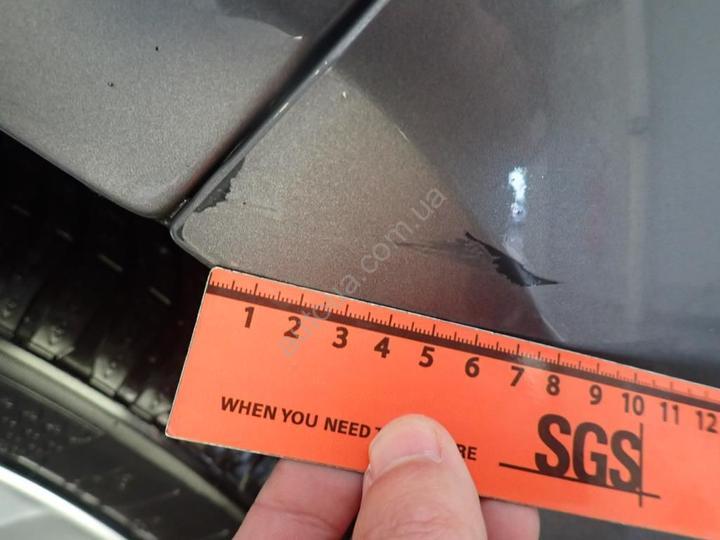 1 2 3 4 5 6 7 8 9 10 11 12
WHEN YOU NEED
RE
SGS